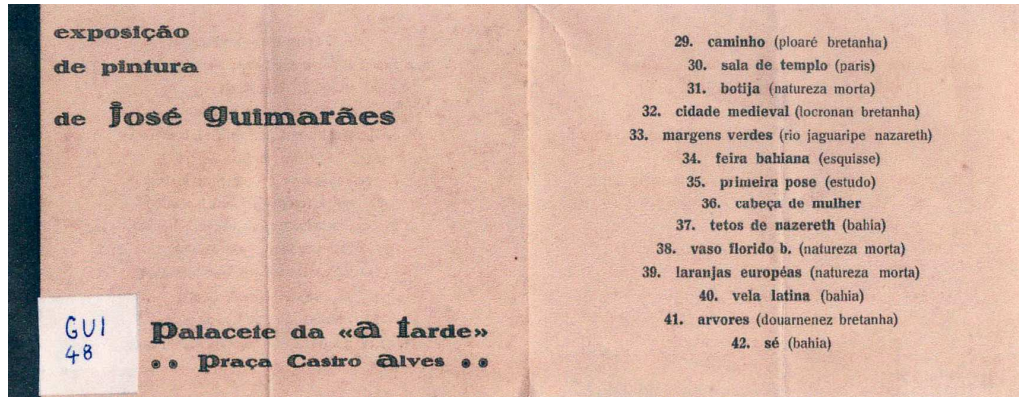 exposição
de pintura
de José guimarães
GUI
48
Palacete da «a tarde»
Praça Castro alves
29. caminho (ploaré bretanha)
30. sala de templo (paris)
31. botija (natureza morta)
32. cidade medieval (locronan bretanha)
33. margens verdes (rio jaguaripe nazareth)
34. feira bahiana (esquisse)
35. primeira pose (estudo)
36. cabeça de mulher
37. tetos de nazereth (bahia)
38. vaso florido b. (natureza morta)
39. laranjas européas (natureza morta)
40. vela latina (bahia)
41. arvores (douarnenez bretanha)
42. sé (bahia)